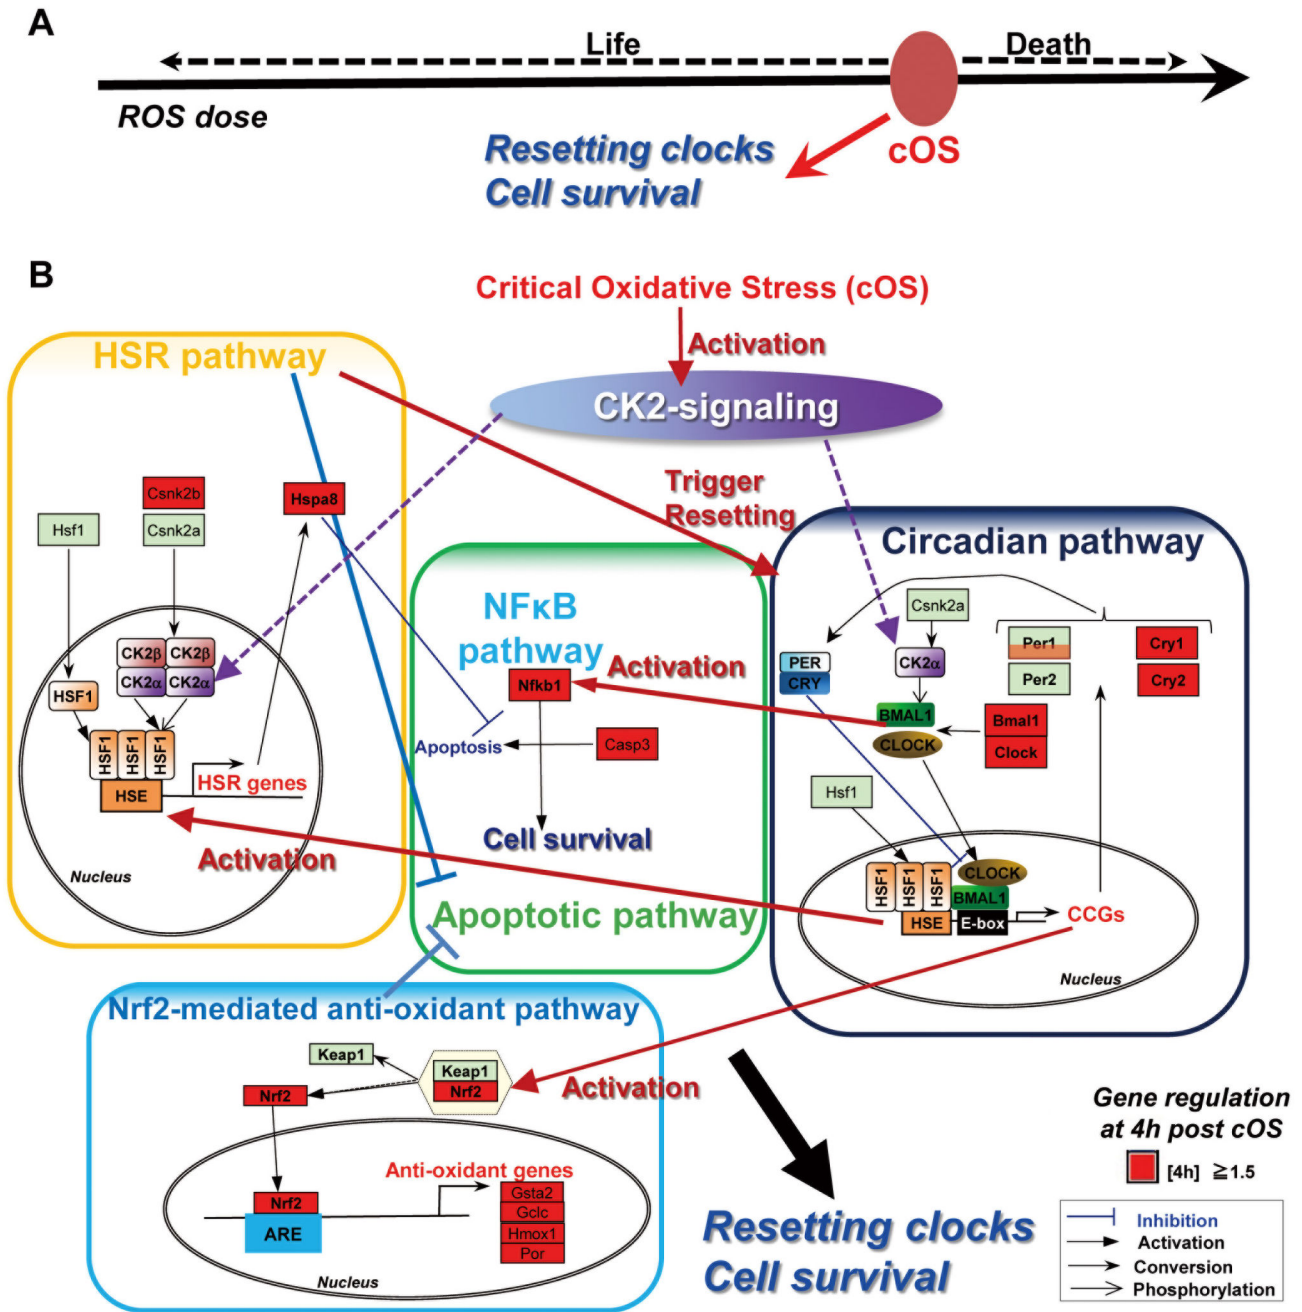 A
Life
Death
ROS dose
cOS
Resetting clocks
Cell survival
B
Critical Oxidative Stress (cOS)
Activation
CK2-signaling
HSR pathway
Trigger
Resetting
Csnk2b
Hspa8
Hsf1
Csnk2a
CK2β
CK2β
CK2α
CK2α
HSF1
HSF1
HSF1
HSF1
HSE
HSR genes
Activation
Nucleus
NFκB
pathway
Activation
Nfkb1
Apoptosis
Casp3
Cell survival
Apoptotic pathway
Circadian pathway
Csnk2a
Per1
Cry1
PER
CRY
CK2α
Per2
Cry2
BMAL1
CLOCK
Bmal1
Clock
Hsf1
HSF1
HSF1
HSF1
CLOCK
BMAL1
HSE
E-box
CCGs
Nucleus
Nrf2-mediated anti-oxidant pathway
Keap1
Keap1
Nrf2
Nrf2
Activation
Anti-oxidant genes
Nrf2
ARE
Gsta2
Gclc
Hmox1
Por
Nucleus
Resetting clocks
Cell survival
Gene regulation
at 4h post cOS
[4h] ≧1.5
Inhibition
Activation
Conversion
Phosphorylation